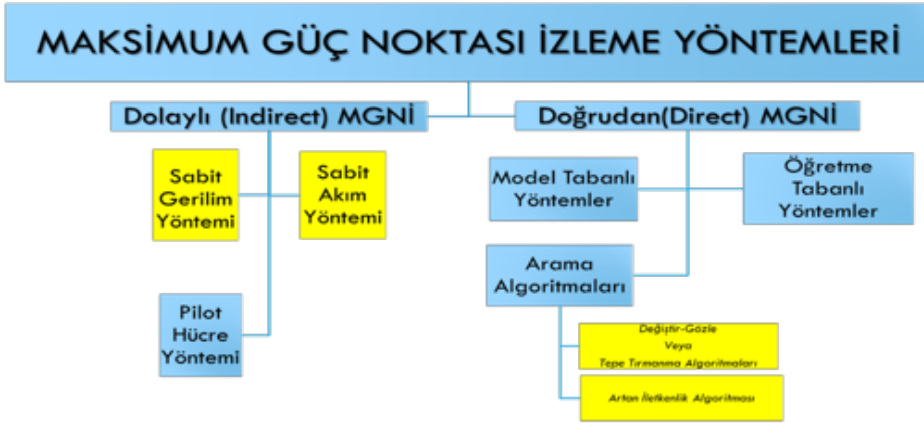 MAKSİMUM GÜÇ NOKTASI İZLEME YÖNTEMLERİ
Dolaylı (Indirect) MGNİ
Sabit
Gerilim
Yöntemi
Sabit
Akım
Yöntemi
Pilot
Hücre
Yöntemi
Doğrudan(Direct) MGNİ
Model Tabanlı
Yöntemler
Öğretme
Tabanlı
Yöntemler
Arama
Algoritmaları
Değiştir-Gözle
Veya
Tepe Tırmanma Algoritmaları
Artan İletkenlik Algoritması